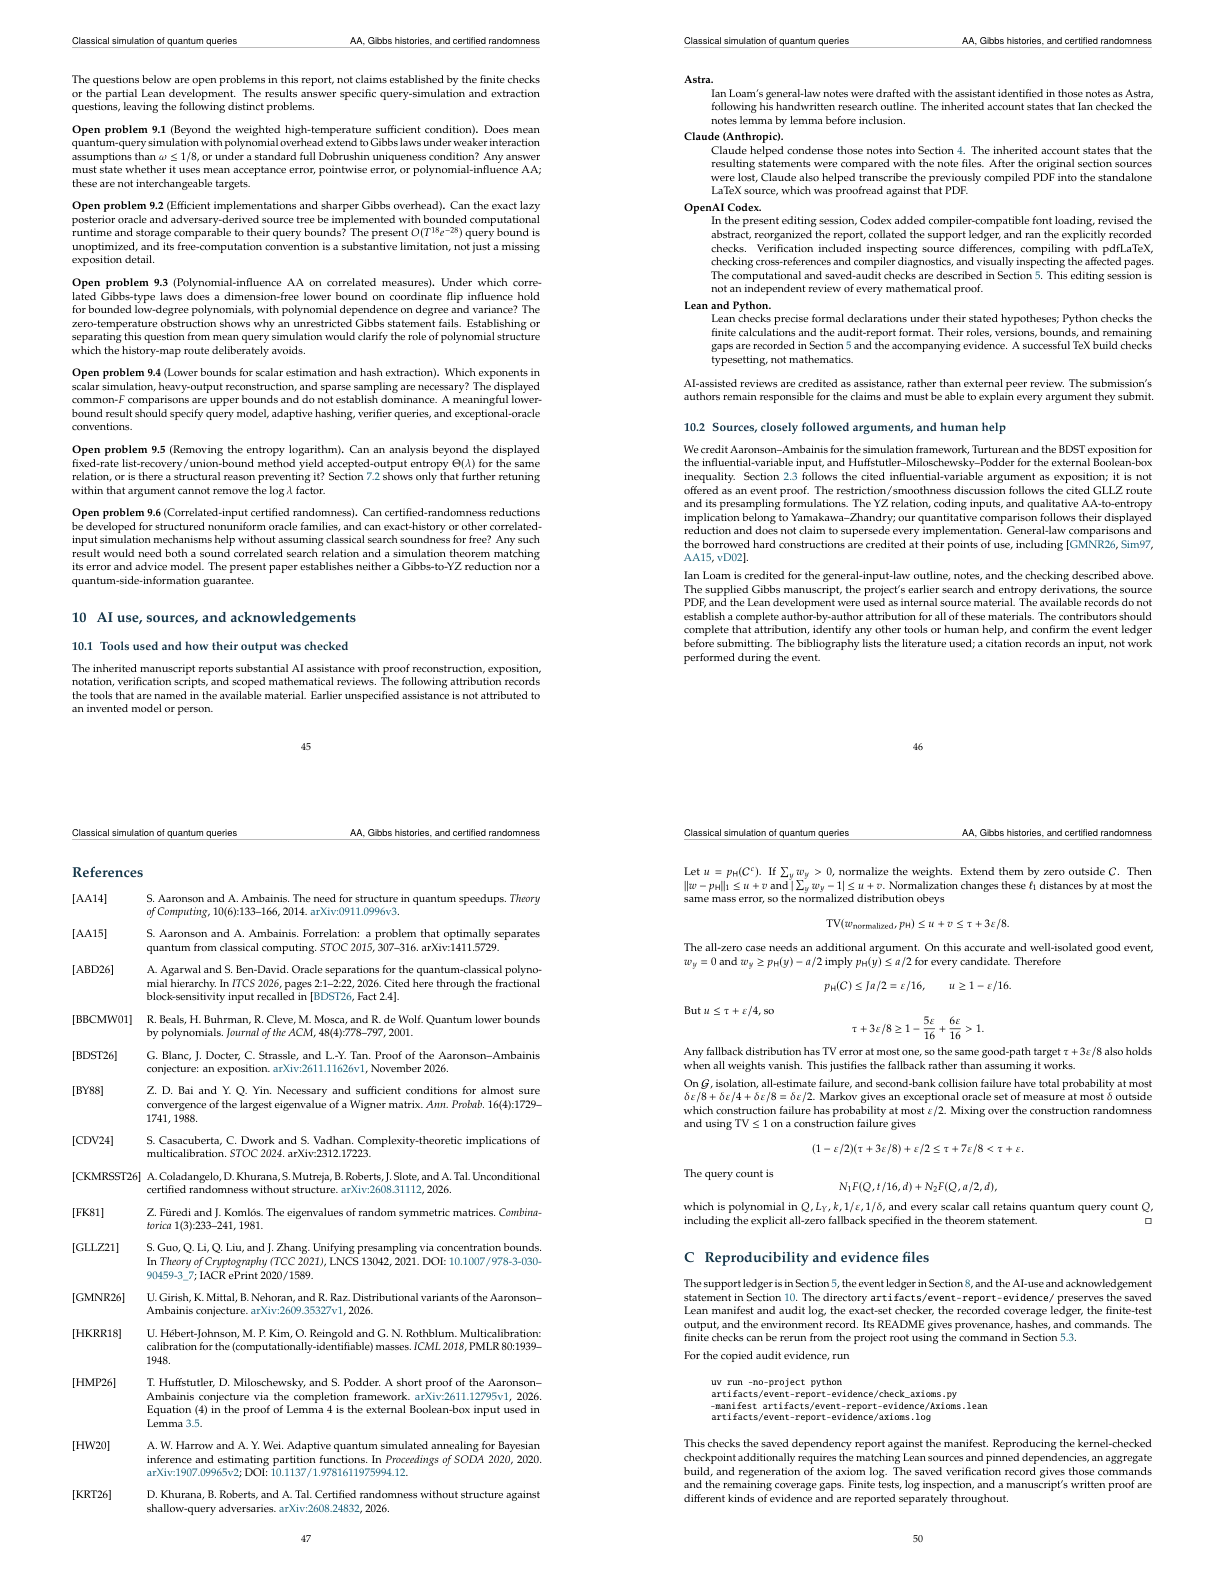 Classical simulation of quantum queries
AA, Gibbs histories, and certified randomness
The questions below are open problems in this report, not claims established by the finite checks
or the partial Lean development. The results answer specific query-simulation and extraction
questions, leaving the following distinct problems.
Open problem 9.1 (Beyond the weighted high-temperature sufficient condition). Does mean
quantum-query simulation with polynomial overhead extend to Gibbs laws under weaker interaction
assumptions than ω ≤ 1/8, or under a standard full Dobrushin uniqueness condition? Any answer
must state whether it uses mean acceptance error, pointwise error, or polynomial-influence AA;
these are not interchangeable targets.
Open problem 9.2 (Efficient implementations and sharper Gibbs overhead). Can the exact lazy
posterior oracle and adversary-derived source tree be implemented with bounded computational
runtime and storage comparable to their query bounds? The present O(T¹⁸ε⁻²⁸) query bound is
unoptimized, and its free-computation convention is a substantive limitation, not just a missing
exposition detail.
Open problem 9.3 (Polynomial-influence AA on correlated measures). Under which corre-
lated Gibbs-type laws does a dimension-free lower bound on coordinate flip influence hold
for bounded low-degree polynomials, with polynomial dependence on degree and variance? The
zero-temperature obstruction shows why an unrestricted Gibbs statement fails. Establishing or
separating this question from mean query simulation would clarify the role of polynomial structure
which the history-map route deliberately avoids.
Open problem 9.4 (Lower bounds for scalar estimation and hash extraction). Which exponents in
scalar simulation, heavy-output reconstruction, and sparse sampling are necessary? The displayed
common-F comparisons are upper bounds and do not establish dominance. A meaningful lower-
bound result should specify query model, adaptive hashing, verifier queries, and exceptional-oracle
conventions.
Open problem 9.5 (Removing the entropy logarithm). Can an analysis beyond the displayed
fixed-rate list-recovery/union-bound method yield accepted-output entropy Θ(λ) for the same
relation, or is there a structural reason preventing it? Section 7.2 shows only that further retuning
within that argument cannot remove the log λ factor.
Open problem 9.6 (Correlated-input certified randomness). Can certified-randomness reductions
be developed for structured nonuniform oracle families, and can exact-history or other correlated-
input simulation mechanisms help without assuming classical search soundness for free? Any such
result would need both a sound correlated search relation and a simulation theorem matching
its error and advice model. The present paper establishes neither a Gibbs-to-YZ reduction nor a
quantum-side-information guarantee.
10 AI use, sources, and acknowledgements
10.1 Tools used and how their output was checked
The inherited manuscript reports substantial AI assistance with proof reconstruction, exposition,
notation, verification scripts, and scoped mathematical reviews. The following attribution records
the tools that are named in the available material. Earlier unspecified assistance is not attributed to
an invented model or person.
45
Classical simulation of quantum queries
AA, Gibbs histories, and certified randomness
Astra.
Ian Loam's general-law notes were drafted with the assistant identified in those notes as Astra,
following his handwritten research outline. The inherited account states that Ian checked the
notes lemma by lemma before inclusion.
Claude (Anthropic).
Claude helped condense those notes into Section 4. The inherited account states that the
resulting statements were compared with the note files. After the original section sources
were lost, Claude also helped transcribe the previously compiled PDF into the standalone
LaTeX source, which was proofread against that PDF.
OpenAI Codex.
In the present editing session, Codex added compiler-compatible font loading, revised the
abstract, reorganized the report, collated the support ledger, and ran the explicitly recorded
checks. Verification included inspecting source differences, compiling with pdfLaTeX,
checking cross-references and compiler diagnostics, and visually inspecting the affected pages.
The computational and saved-audit checks are described in Section 5. This editing session is
not an independent review of every mathematical proof.
Lean and Python.
Lean checks precise formal declarations under their stated hypotheses; Python checks the
finite calculations and the audit-report format. Their roles, versions, bounds, and remaining
gaps are recorded in Section 5 and the accompanying evidence. A successful TeX build checks
typesetting, not mathematics.
AI-assisted reviews are credited as assistance, rather than external peer review. The submission's
authors remain responsible for the claims and must be able to explain every argument they submit.
10.2 Sources, closely followed arguments, and human help
We credit Aaronson–Ambainis for the simulation framework, Turturean and the BDST exposition for
the influential-variable input, and Huffstutler–Miloschewsky–Podder for the external Boolean-box
inequality. Section 2.3 follows the cited influential-variable argument as exposition; it is not
offered as an event proof. The restriction/smoothness discussion follows the cited GLLZ route
and its presampling formulations. The YZ relation, coding inputs, and qualitative AA-to-entropy
implication belong to Yamakawa–Zhandry; our quantitative comparison follows their displayed
reduction and does not claim to supersede every implementation. General-law comparisons and
the borrowed hard constructions are credited at their points of use, including [GMNR26, Sim97,
AA15, vD02].
Ian Loam is credited for the general-input-law outline, notes, and the checking described above.
The supplied Gibbs manuscript, the project's earlier search and entropy derivations, the source
PDF, and the Lean development were used as internal source material. The available records do not
establish a complete author-by-author attribution for all of these materials. The contributors should
complete that attribution, identify any other tools or human help, and confirm the event ledger
before submitting. The bibliography lists the literature used; a citation records an input, not work
performed during the event.
46
Classical simulation of quantum queries
AA, Gibbs histories, and certified randomness
References
[AA14] S. Aaronson and A. Ambainis. The need for structure in quantum speedups. Theory
of Computing, 10(6):133–166, 2014. arXiv:0911.0996v3.
[AA15] S. Aaronson and A. Ambainis. Forrelation: a problem that optimally separates
quantum from classical computing. STOC 2015, 307–316. arXiv:1411.5729.
[ABD26] A. Agarwal and S. Ben-David. Oracle separations for the quantum-classical polyno-
mial hierarchy. In ITCS 2026, pages 2:1–2:22, 2026. Cited here through the fractional
block-sensitivity input recalled in [BDST26, Fact 2.4].
[BBCMW01] R. Beals, H. Buhrman, R. Cleve, M. Mosca, and R. de Wolf. Quantum lower bounds
by polynomials. Journal of the ACM, 48(4):778–797, 2001.
[BDST26] G. Blanc, J. Docter, C. Strassle, and L.-Y. Tan. Proof of the Aaronson–Ambainis
conjecture: an exposition. arXiv:2611.11626v1, November 2026.
[BY88] Z. D. Bai and Y. Q. Yin. Necessary and sufficient conditions for almost sure
convergence of the largest eigenvalue of a Wigner matrix. Ann. Probab. 16(4):1729–
1741, 1988.
[CDV24] S. Casacuberta, C. Dwork and S. Vadhan. Complexity-theoretic implications of
multicalibration. STOC 2024. arXiv:2312.17223.
[CKMRSST26] A. Coladangelo, D. Khurana, S. Mutreja, B. Roberts, J. Slote, and A. Tal. Unconditional
certified randomness without structure. arXiv:2608.31112, 2026.
[FK81] Z. Füredi and J. Komlós. The eigenvalues of random symmetric matrices. Combina-
torica 1(3):233–241, 1981.
[GLLZ21] S. Guo, Q. Li, Q. Liu, and J. Zhang. Unifying presampling via concentration bounds.
In Theory of Cryptography (TCC 2021), LNCS 13042, 2021. DOI: 10.1007/978-3-030-
90459-3_7; IACR ePrint 2020/1589.
[GMNR26] U. Girish, K. Mittal, B. Nehoran, and R. Raz. Distributional variants of the Aaronson–
Ambainis conjecture. arXiv:2609.35327v1, 2026.
[HKRR18] U. Hébert-Johnson, M. P. Kim, O. Reingold and G. N. Rothblum. Multicalibration:
calibration for the (computationally-identifiable) masses. ICML 2018, PMLR 80:1939–
1948.
[HMP26] T. Huffstutler, D. Miloschewsky, and S. Podder. A short proof of the Aaronson–
Ambainis conjecture via the completion framework. arXiv:2611.12795v1, 2026.
Equation (4) in the proof of Lemma 4 is the external Boolean-box input used in
Lemma 3.5.
[HW20] A. W. Harrow and A. Y. Wei. Adaptive quantum simulated annealing for Bayesian
inference and estimating partition functions. In Proceedings of SODA 2020, 2020.
arXiv:1907.09965v2; DOI: 10.1137/1.9781611975994.12.
[KRT26] D. Khurana, B. Roberts, and A. Tal. Certified randomness without structure against
shallow-query adversaries. arXiv:2608.24832, 2026.
47
Classical simulation of quantum queries
AA, Gibbs histories, and certified randomness
Let u = p_H(C^c). If ∑_y w_y > 0, normalize the weights. Extend them by zero outside C. Then
‖w − p_H‖₁ ≤ u + v and |∑_y w_y − 1| ≤ u + v. Normalization changes these ℓ₁ distances by at most the
same mass error, so the normalized distribution obeys
TV(w_normalized, p_H) ≤ u + v ≤ τ + 3ε/8.
The all-zero case needs an additional argument. On this accurate and well-isolated good event,
w_y = 0 and w_y ≥ p_H(y) − a/2 imply p_H(y) ≤ a/2 for every candidate. Therefore
p_H(C) ≤ Ja/2 = ε/16, u ≥ 1 − ε/16.
But u ≤ τ + ε/4, so
τ + 3ε/8 ≥ 1 − 5ε/16 + 6ε/16 > 1.
Any fallback distribution has TV error at most one, so the same good-path target τ + 3ε/8 also holds
when all weights vanish. This justifies the fallback rather than assuming it works.
On G, isolation, all-estimate failure, and second-bank collision failure have total probability at most
δε/8 + δε/4 + δε/8 = δε/2. Markov gives an exceptional oracle set of measure at most δ outside
which construction failure has probability at most ε/2. Mixing over the construction randomness
and using TV ≤ 1 on a construction failure gives
(1 − ε/2)(τ + 3ε/8) + ε/2 ≤ τ + 7ε/8 < τ + ε.
The query count is
N₁F(Q, t/16, d) + N₂F(Q, a/2, d),
which is polynomial in Q, L_Y, k, 1/ε, 1/δ, and every scalar call retains quantum query count Q,
including the explicit all-zero fallback specified in the theorem statement. □
C Reproducibility and evidence files
The support ledger is in Section 5, the event ledger in Section 8, and the AI-use and acknowledgement
statement in Section 10. The directory artifacts/event-report-evidence/ preserves the saved
Lean manifest and audit log, the exact-set checker, the recorded coverage ledger, the finite-test
output, and the environment record. Its README gives provenance, hashes, and commands. The
finite checks can be rerun from the project root using the command in Section 5.3.
For the copied audit evidence, run
uv run -no-project python
artifacts/event-report-evidence/check_axioms.py
-manifest artifacts/event-report-evidence/Axioms.lean
artifacts/event-report-evidence/axioms.log
This checks the saved dependency report against the manifest. Reproducing the kernel-checked
checkpoint additionally requires the matching Lean sources and pinned dependencies, an aggregate
build, and regeneration of the axiom log. The saved verification record gives those commands
and the remaining coverage gaps. Finite tests, log inspection, and a manuscript's written proof are
different kinds of evidence and are reported separately throughout.
50